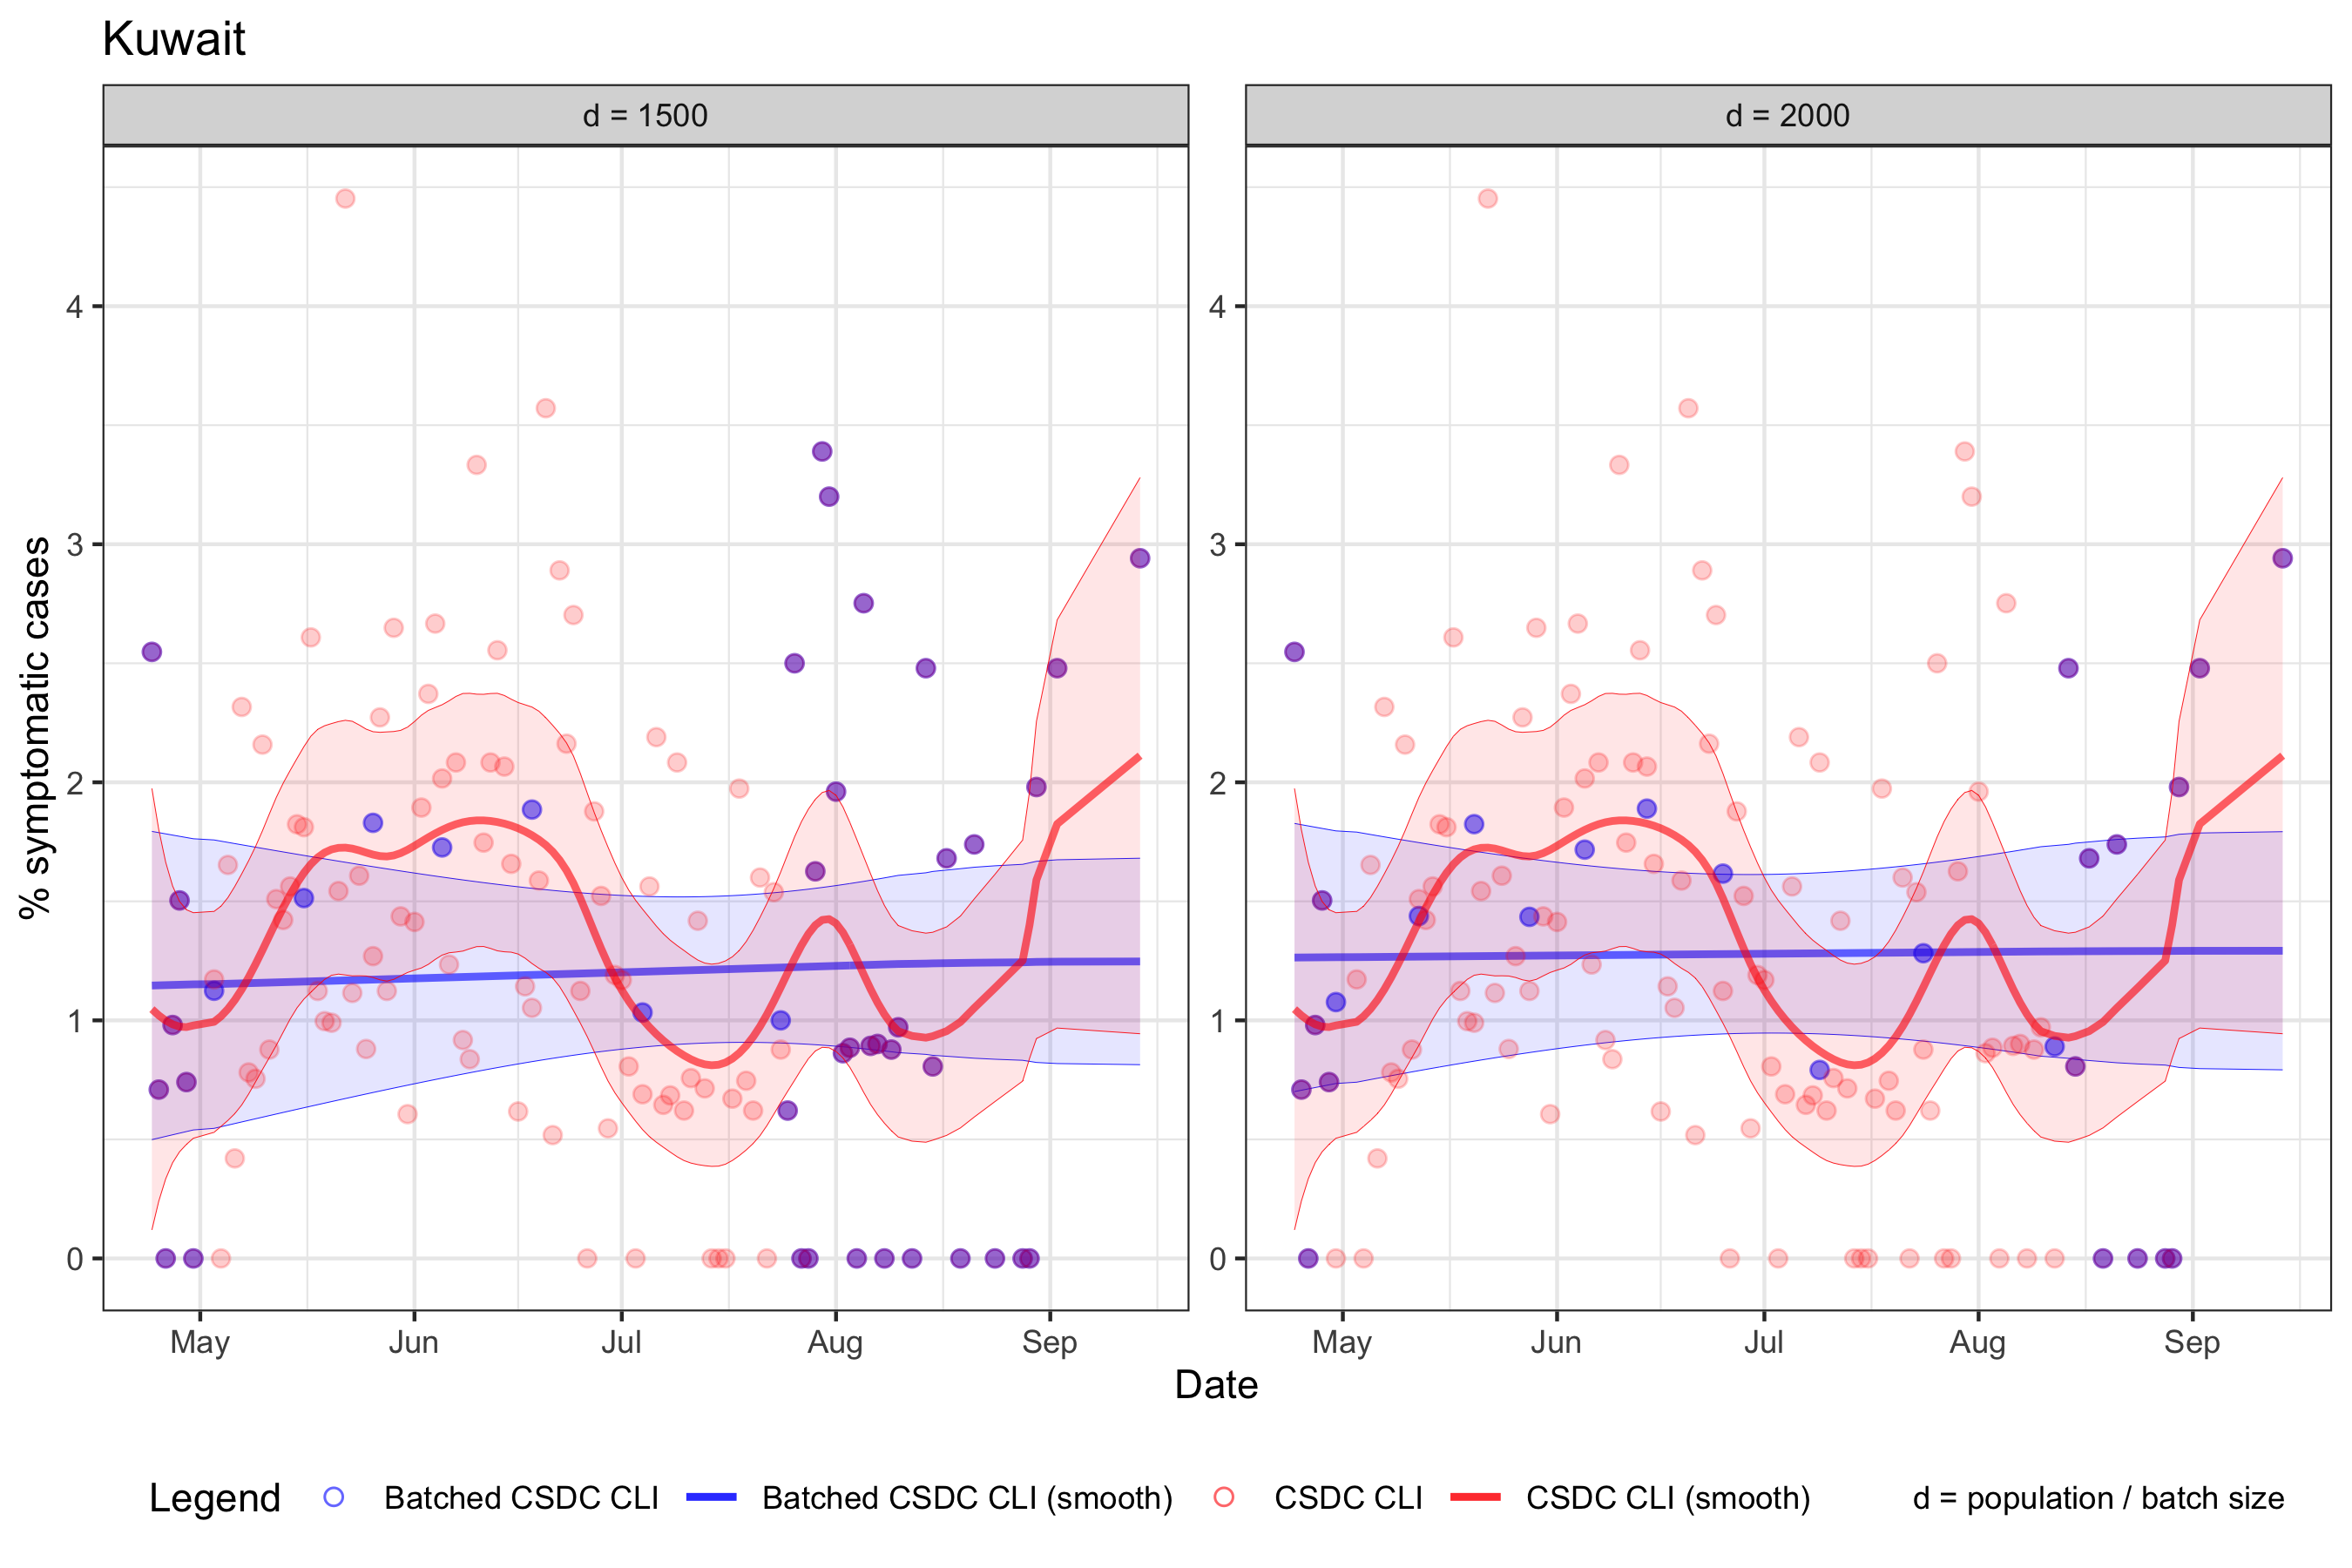 Kuwait
d = 1500
d = 2000
% symptomatic cases
4
3
2
1
0
4
3
2
1
0
May Jun Jul Aug Sep
May Jun Jul Aug Sep
Date
Legend Batched CSDC CLI Batched CSDC CLI (smooth) CSDC CLI CSDC CLI (smooth) d = population / batch size